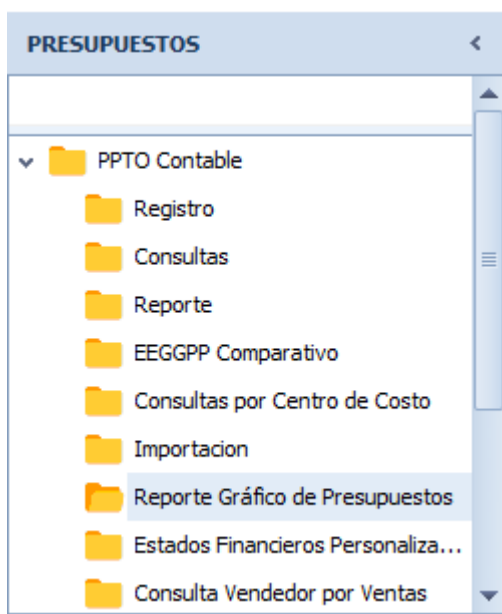 PRESUPUESTOS
PPTO Contable
Registro
Consultas
Reporte
EEGGPP Comparativo
Consultas por Centro de Costo
Importacion
Reporte Gráfico de Presupuestos
Estados Financieros Personaliza...
Consulta Vendedor por Ventas